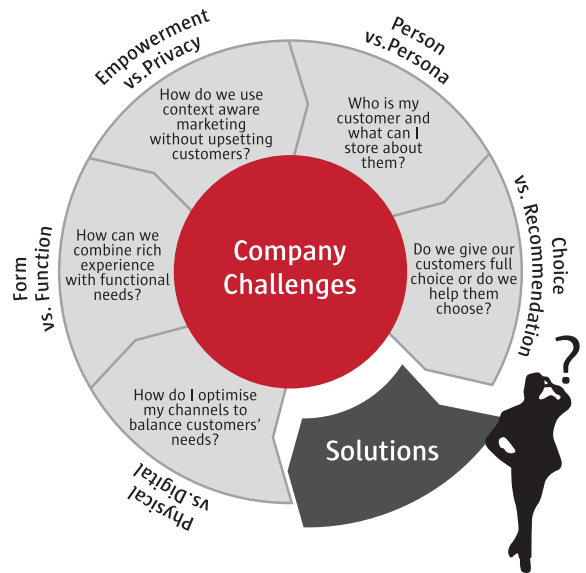 Empowerment
vs.Privacy
How do we use
context aware
marketing
without upsetting
customers?
Person
vs.Persona
Who is my
customer and
what can I
store about
them?
Choice
vs. Recommendation
Do we give our
customers full
choice or do we
help them
choose?
Form
vs. Function
How can we
combine rich
experience
with functional
needs?
Company
Challenges
Physical
vs.Digital
How do I optimise
my channels to
balance customers’
needs?
Solutions
?